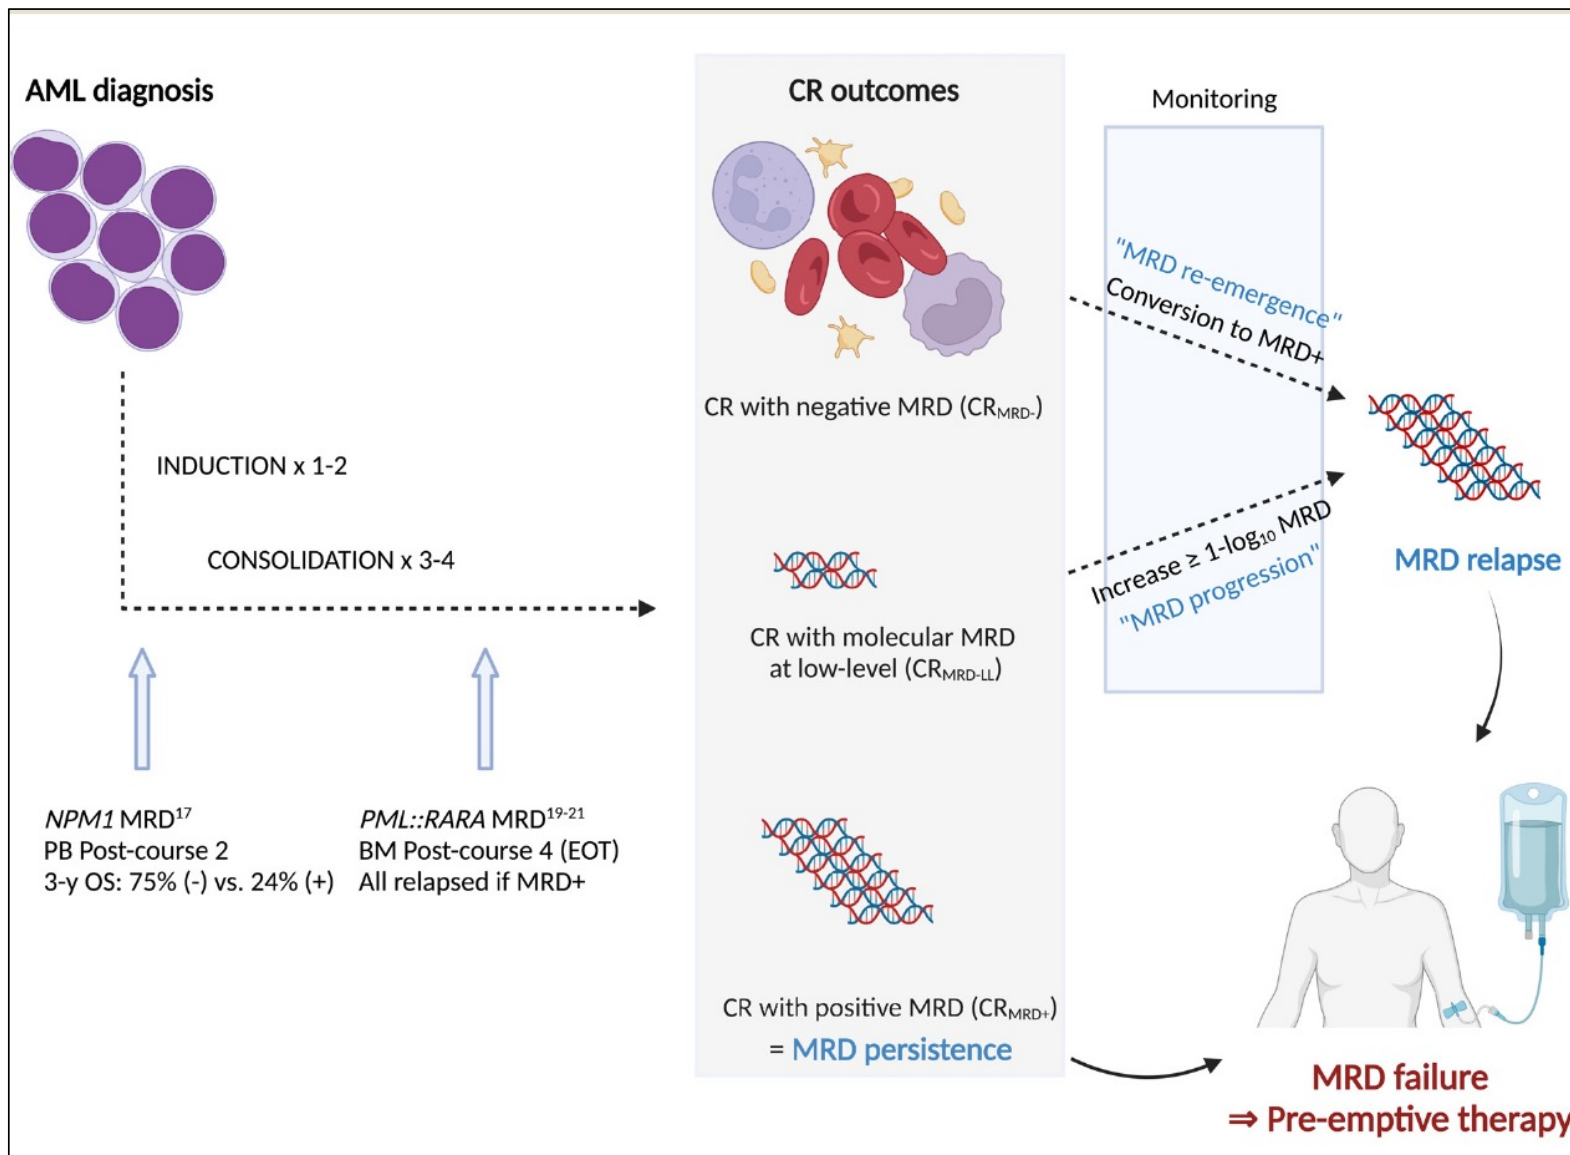 AML diagnosis
INDUCTION x 1-2
CONSOLIDATION x 3-4
NPM1 MRD17
PB Post-course 2
3-y OS: 75% (-) vs. 24% (+)
PML::RARA MRD19-21
BM Post-course 4 (EOT)
All relapsed if MRD+
CR outcomes
CR with negative MRD (CRMRD-)
CR with molecular MRD
at low-level (CRMRD-LL)
CR with positive MRD (CRMRD+)
= MRD persistence
Monitoring
"MRD re-emergence"
Conversion to MRD+
Increase ≥ 1-log10 MRD
"MRD progression"
MRD relapse
MRD failure
⇒ Pre-emptive therapy